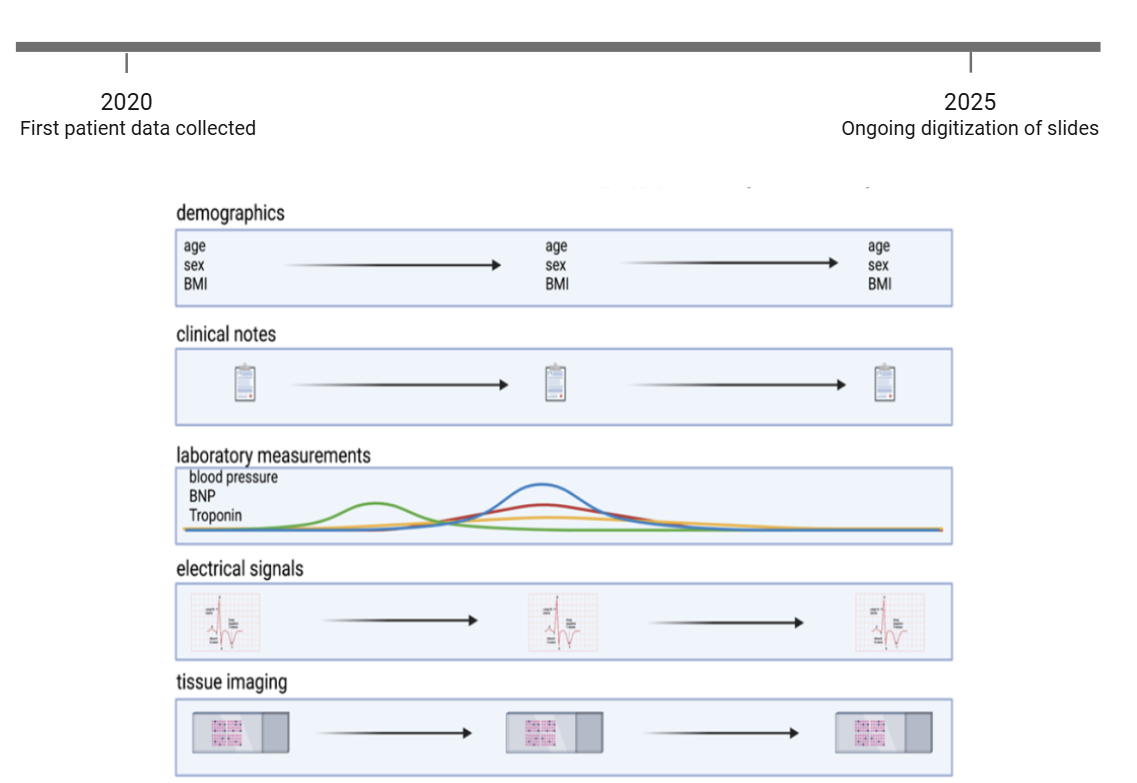 2020
First patient data collected
2025
Ongoing digitization of slides
demographics
age
sex
BMI
age
sex
BMI
age
sex
BMI
clinical notes
laboratory measurements
blood pressure
BNP
Troponin
electrical signals
tissue imaging